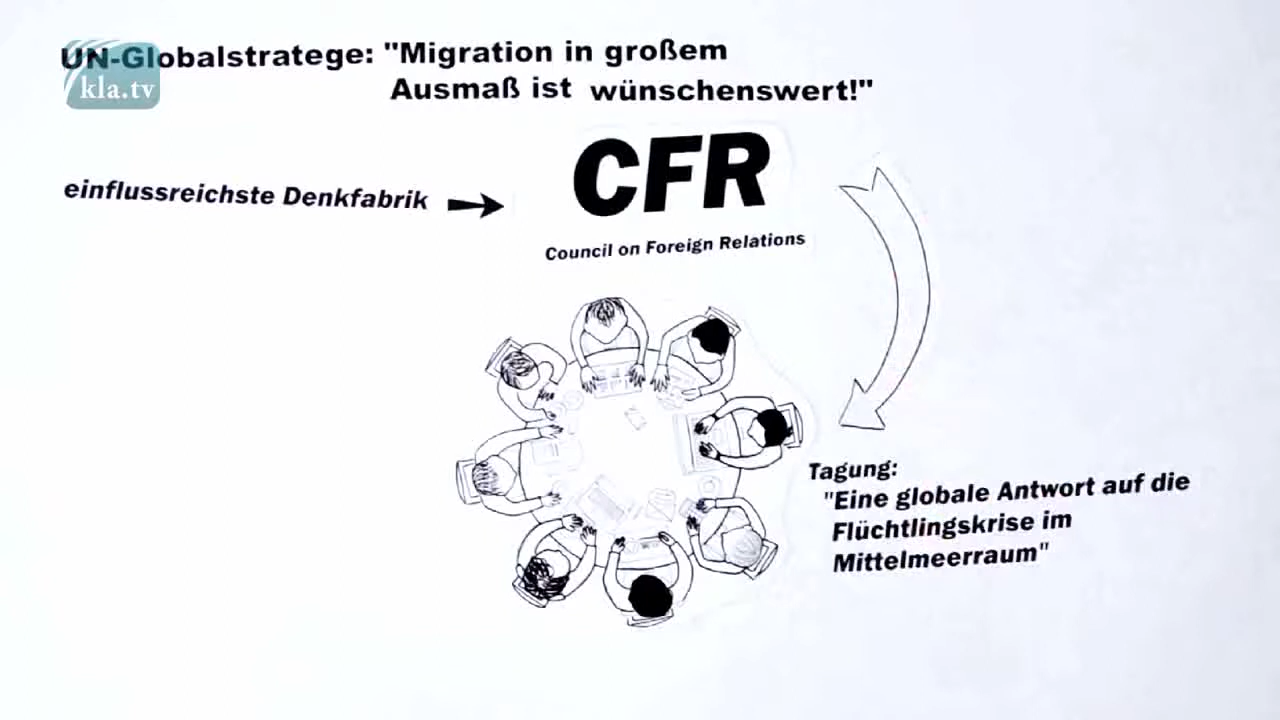 UN-Globalstratege: "Migration in großem
Ausmaß ist wünschenswert!"
kla.tv
einflussreichste Denkfabrik
CFR
Council on Foreign Relations
Tagung:
"Eine globale Antwort auf die
Flüchtlingskrise im
Mittelmeerraum"